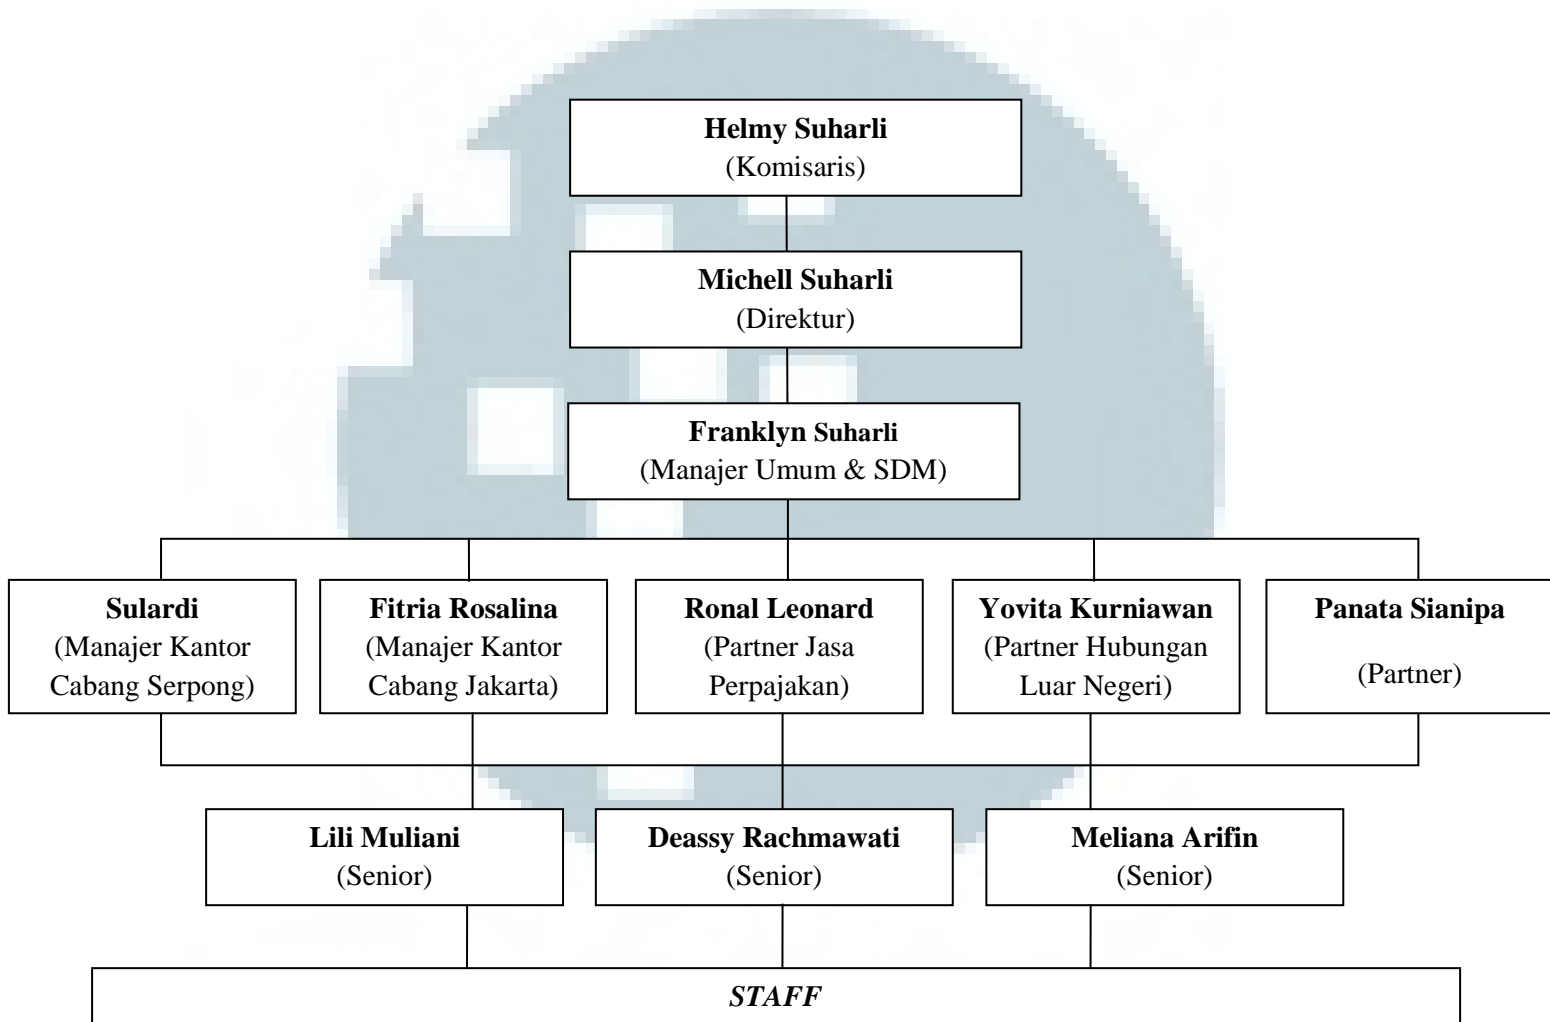 Helmy Suharli
(Komisaris)
Michell Suharli
(Direktur)
Franklyn Suharli
(Manajer Umum & SDM)
Sulardi
(Manajer Kantor
Cabang Serpong)
Fitria Rosalina
(Manajer Kantor
Cabang Jakarta)
Ronal Leonard
(Partner Jasa
Perpajakan)
Yovita Kurniawan
(Partner Hubungan
Luar Negeri)
Panata Sianipa
(Partner)
Lili Muliani
(Senior)
Deassy Rachmawati
(Senior)
Meliana Arifin
(Senior)
STAFF